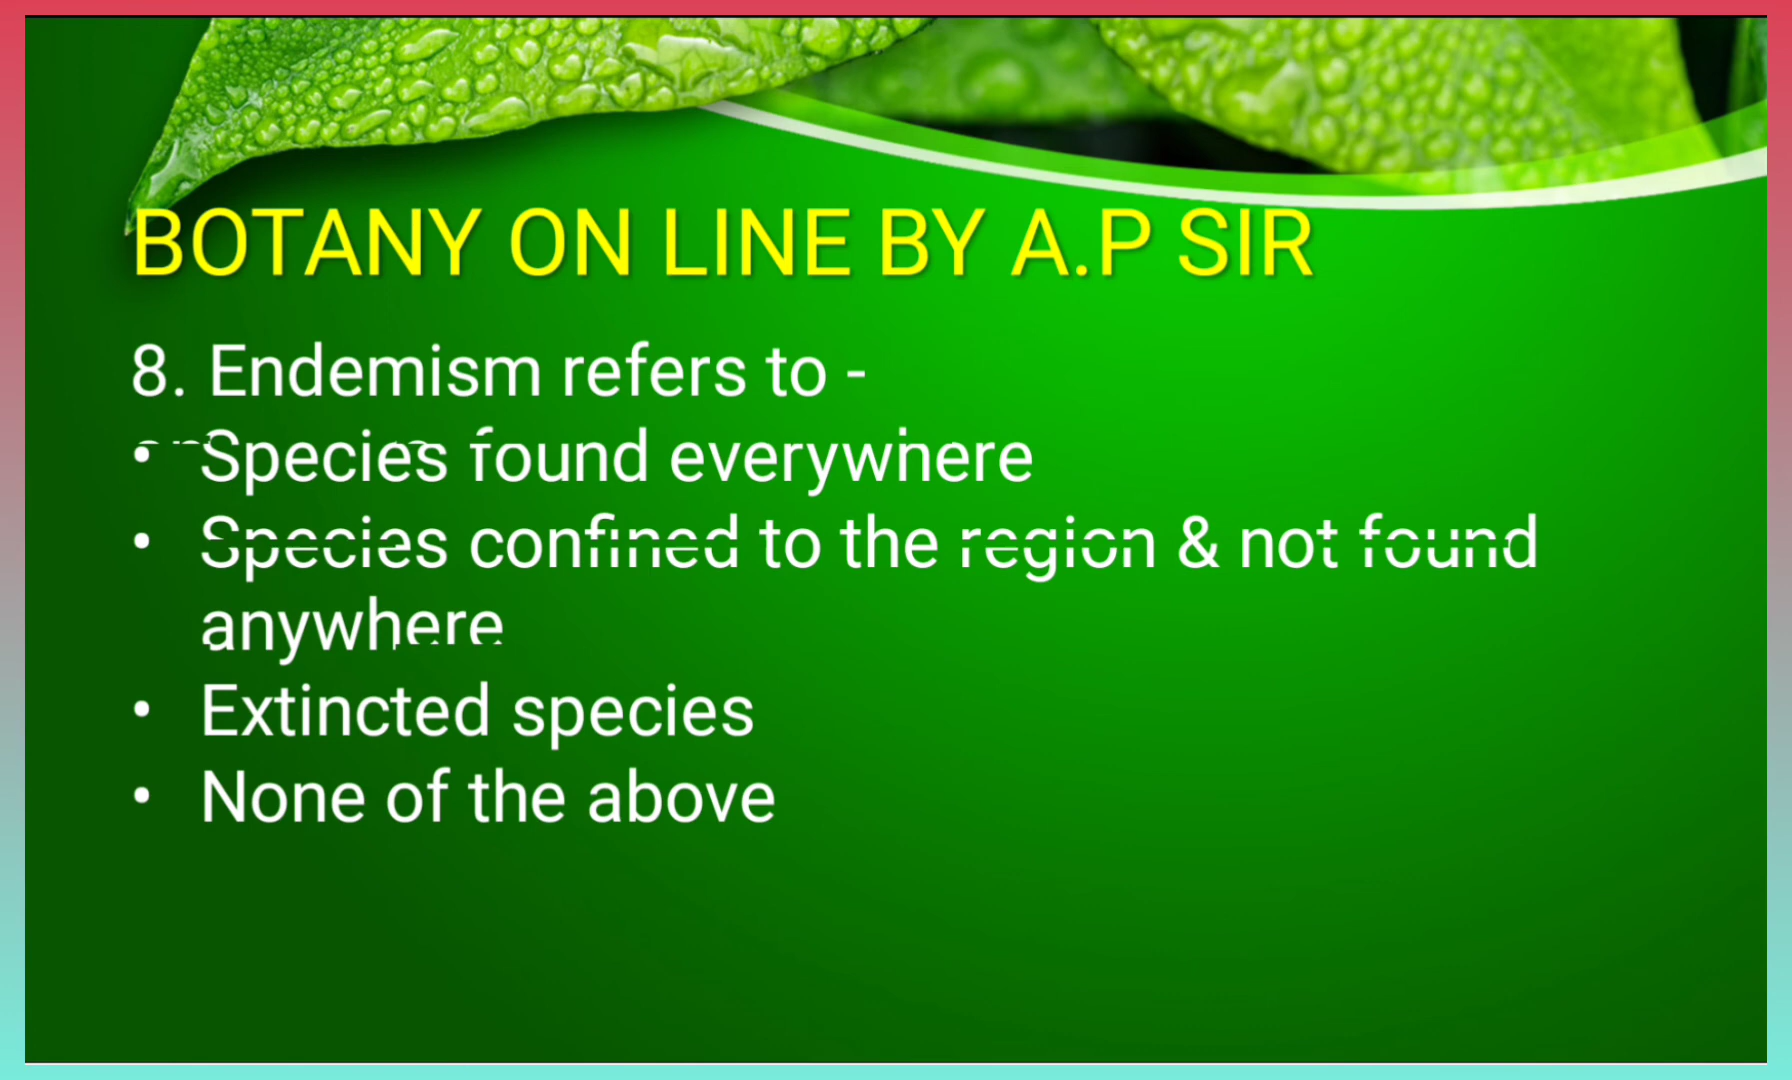 BOTANY ON LINE BY A.P SIR
8. Endemism refers to -
• Species found everywhere
• Species confined to the region & not found
anywhere
• Extincted species
• None of the above